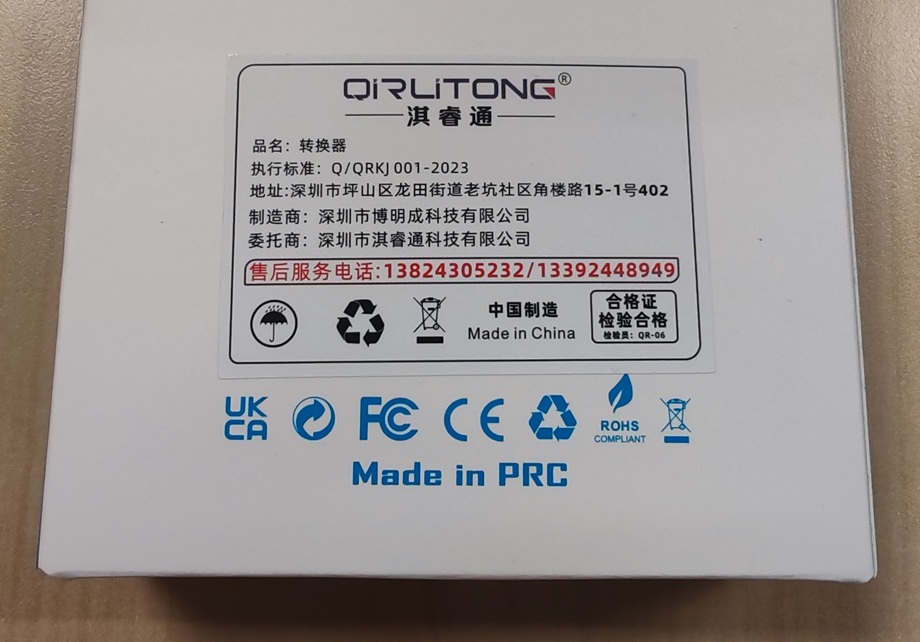 QiRLiTONG®
淇睿通
品名：转换器
执行标准：Q/QRKJ 001-2023
地址:深圳市坪山区龙田街道老坑社区角楼路15-1号402
制造商：深圳市博明成科技有限公司
委托商：深圳市淇睿通科技有限公司
售后服务电话:13824305232/13392448949
中国制造
Made in China
合格证
检验合格
检验员：QR-06
UK
CA
FC
CE
ROHS
COMPLIANT
Made in PRC